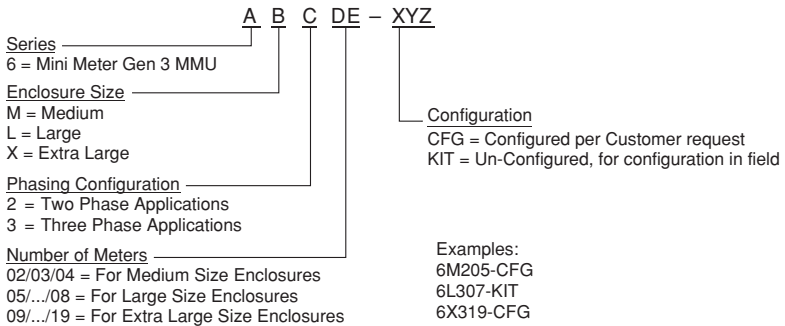 A B C DE – XYZ
Series
6 = Mini Meter Gen 3 MMU
Enclosure Size
M = Medium
L = Large
X = Extra Large
Phasing Configuration
2 = Two Phase Applications
3 = Three Phase Applications
Number of Meters
02/03/04 = For Medium Size Enclosures
05/.../08 = For Large Size Enclosures
09/.../19 = For Extra Large Size Enclosures
Configuration
CFG = Configured per Customer request
KIT = Un-Configured, for configuration in field
Examples:
6M205-CFG
6L307-KIT
6X319-CFG